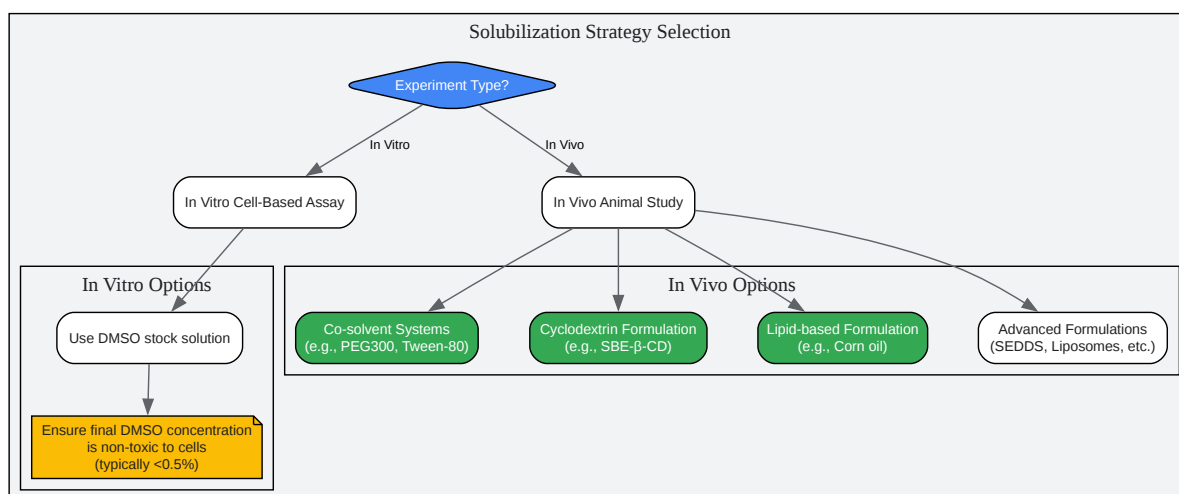 Solubilization Strategy Selection
Experiment Type?
In Vitro
In Vivo
In Vitro Cell-Based Assay
In Vivo Animal Study
In Vitro Options
In Vivo Options
Use DMSO stock solution
Co-solvent Systems
(e.g., PEG300, Tween-80)
Cyclodextrin Formulation
(e.g., SBE-β-CD)
Lipid-based Formulation
(e.g., Corn oil)
Advanced Formulations
(SEDDS, Liposomes, etc.)
Ensure final DMSO concentration
is non-toxic to cells
(typically <0.5%)